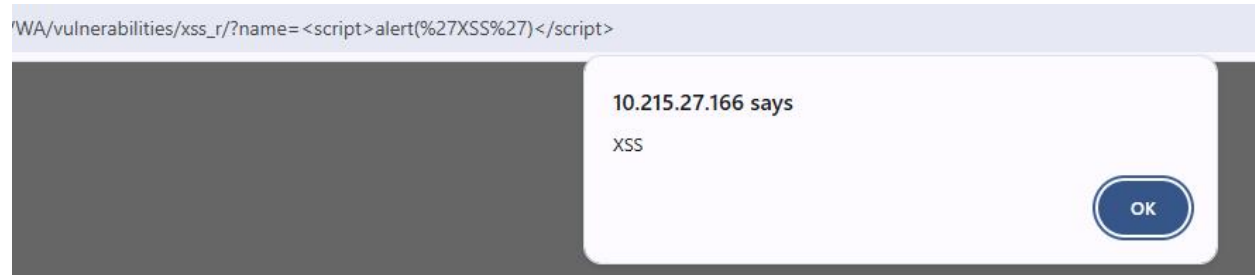 /WA/vulnerabilities/xss_r/?name=<script>alert(%27XSS%27)</script>
10.215.27.166 says
XSS
OK